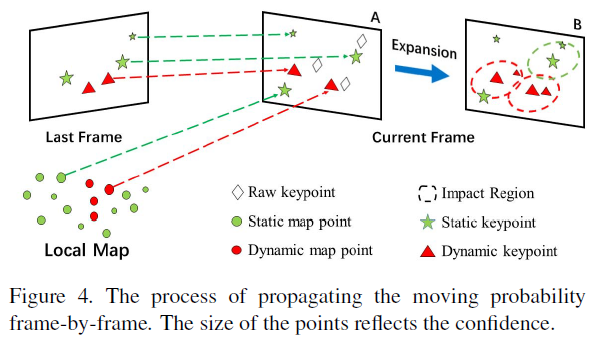 A
B
Expansion
Last Frame
Current Frame
Raw keypoint
Impact Region
Static map point
Static keypoint
Dynamic map point
Dynamic keypoint
Local Map
Figure 4. The process of propagating the moving probability
frame-by-frame. The size of the points reflects the confidence.